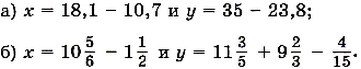 а) x = 18,1 − 10,7 и y = 35 − 23,8;
б) x = 10 5/6 − 1 1/2 и y = 11 3/5 + 9 2/3 − 4/15.